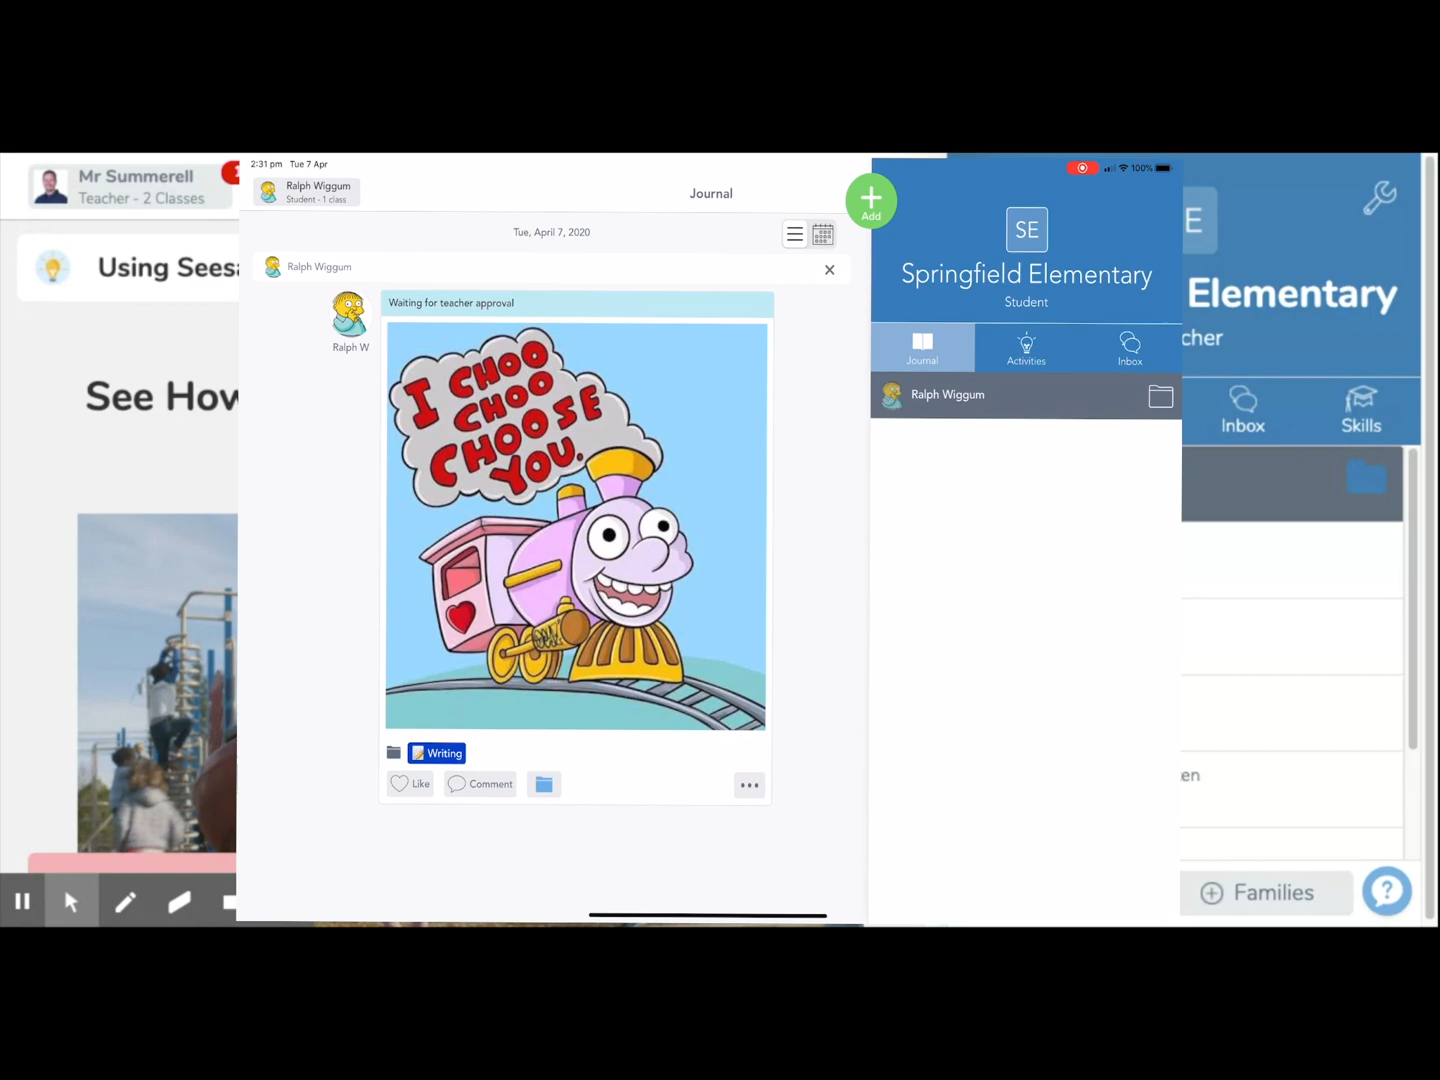 Mr Summerell
Teacher - 2 Classes
Using Seesa
See How
2:31 pm Tue 7 Apr
Ralph Wiggum
Student - 1 class
Journal
Add
Tue, April 7, 2020
Ralph Wiggum
Ralph W
Waiting for teacher approval
I CHOO
CHOO
CHOOSE
YOU.
Writing
Like
Comment
100%
SE
Springfield Elementary
Student
Journal
Activities
Inbox
Ralph Wiggum
E
Elementary
cher
Inbox
Skills
en
Families